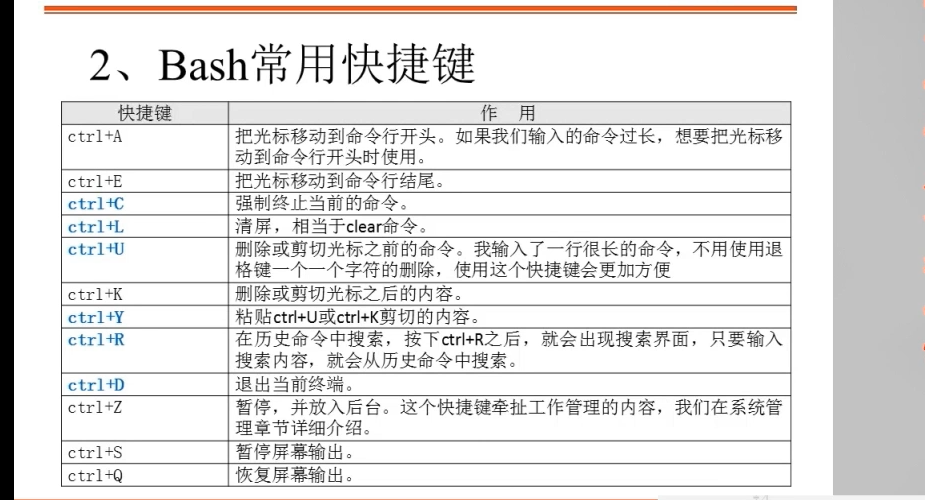 2、Bash常用快捷键
快捷键 作 用
ctrl+A 把光标移动到命令行开头。如果我们输入的命令过长，想要把光标移
动到命令行开头时使用。
ctrl+E 把光标移动到命令行结尾。
ctrl+C 强制终止当前的命令。
ctrl+L 清屏，相当于clear命令。
ctrl+U 删除或剪切光标之前的命令。我输入了一行很长的命令，不用使用退
格键一个一个字符的删除，使用这个快捷键会更加方便
ctrl+K 删除或剪切光标之后的内容。
ctrl+Y 粘贴ctrl+U或ctrl+K剪切的内容。
ctrl+R 在历史命令中搜索，按下ctrl+R之后，就会出现搜索界面，只要输入
搜索内容，就会从历史命令中搜索。
ctrl+D 退出当前终端。
ctrl+Z 暂停，并放入后台。这个快捷键牵扯工作管理的内容，我们在系统管
理章节详细介绍。
ctrl+S 暂停屏幕输出。
ctrl+Q 恢复屏幕输出。